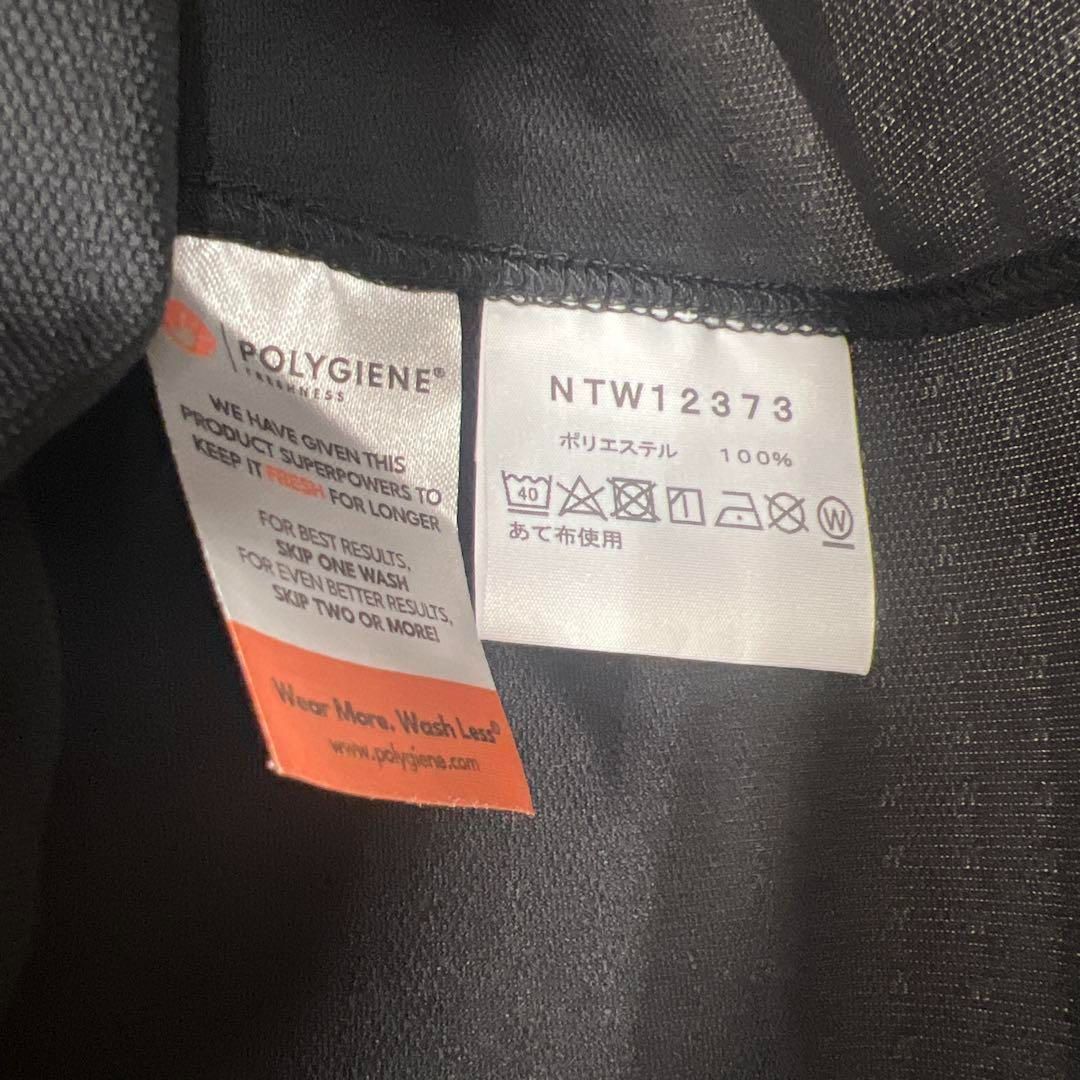 POLYGIENE®
FRESHNESS
WE HAVE GIVEN THIS
PRODUCT SUPERPOWERS TO
KEEP IT FRESH FOR LONGER
FOR BEST RESULTS,
SKIP ONE WASH
FOR EVEN BETTER RESULTS,
SKIP TWO OR MORE!
Wear More. Wash Less®
www.polygiene.com
NTW12373
ポリエステル 100%
40
W
あて布使用